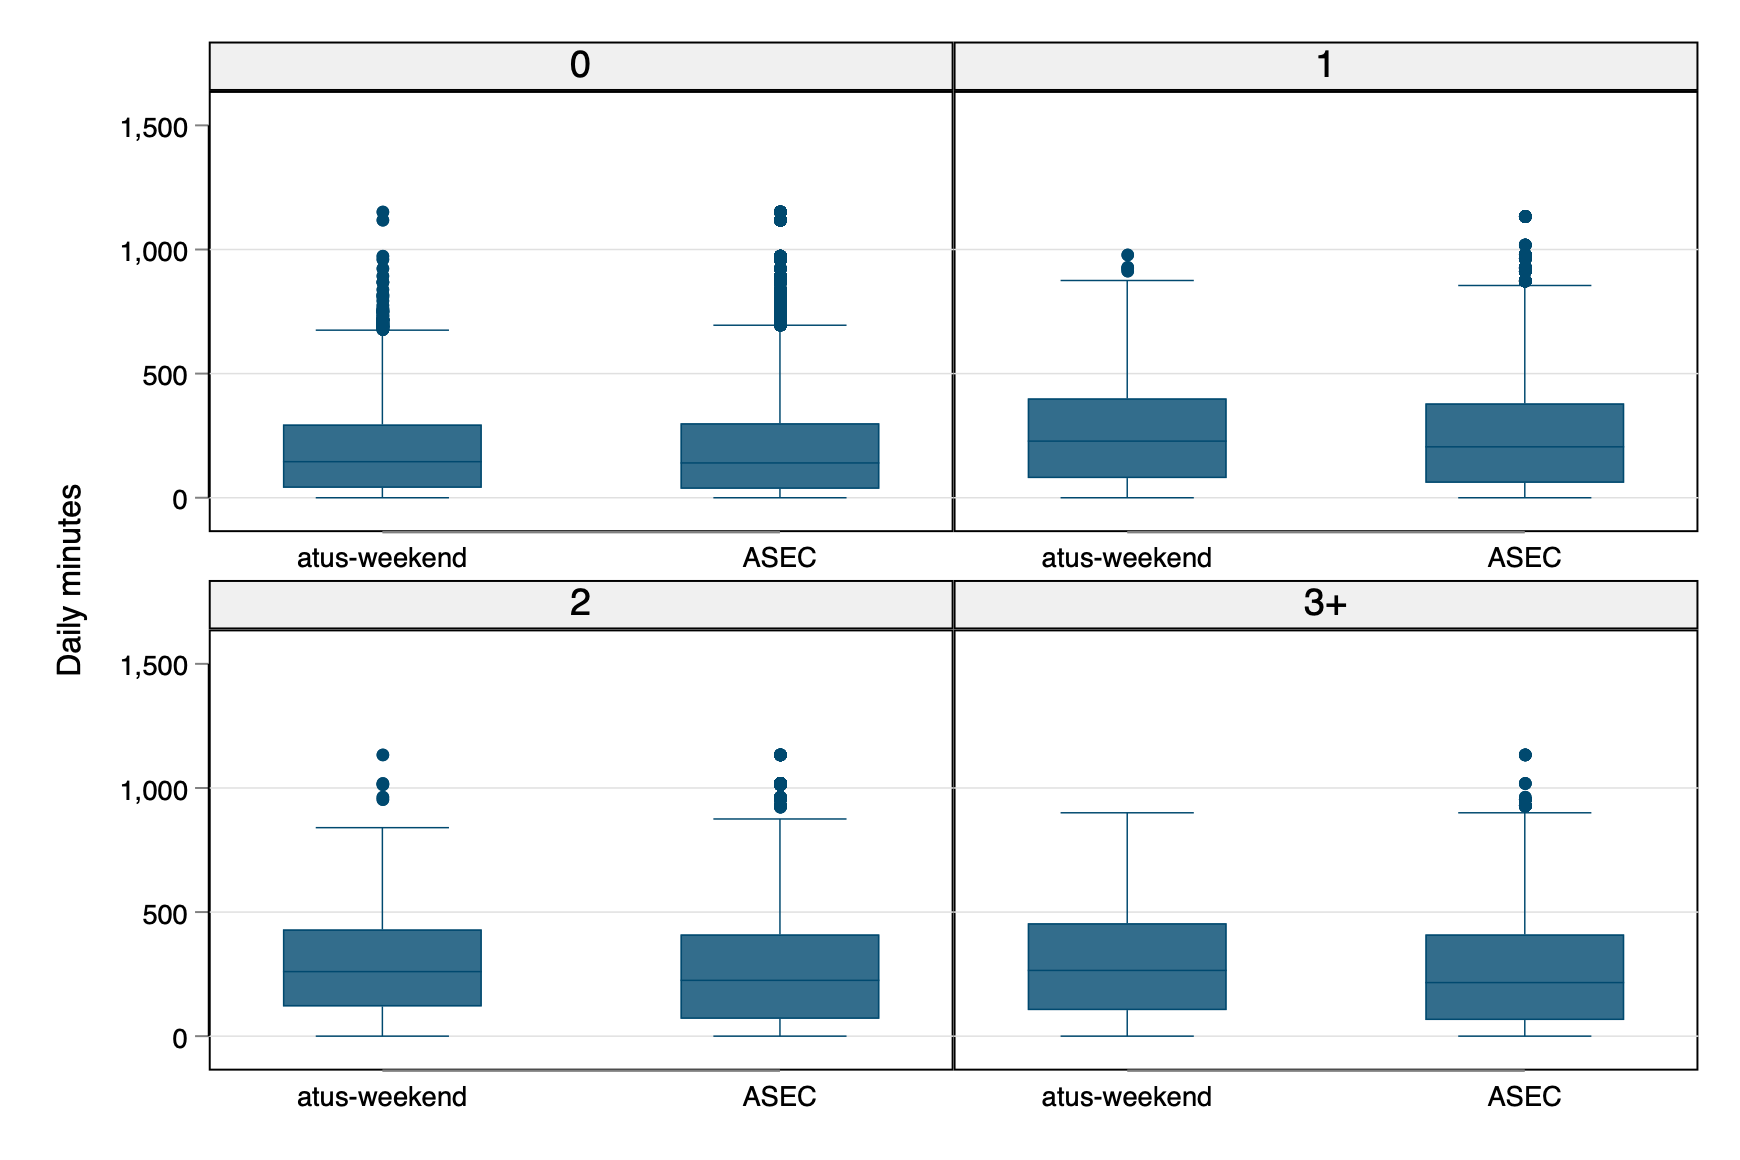 0
1
1,500
1,000
500
0
atus-weekend
ASEC
atus-weekend
ASEC
Daily minutes
2
3+
1,500
1,000
500
0
atus-weekend
ASEC
atus-weekend
ASEC